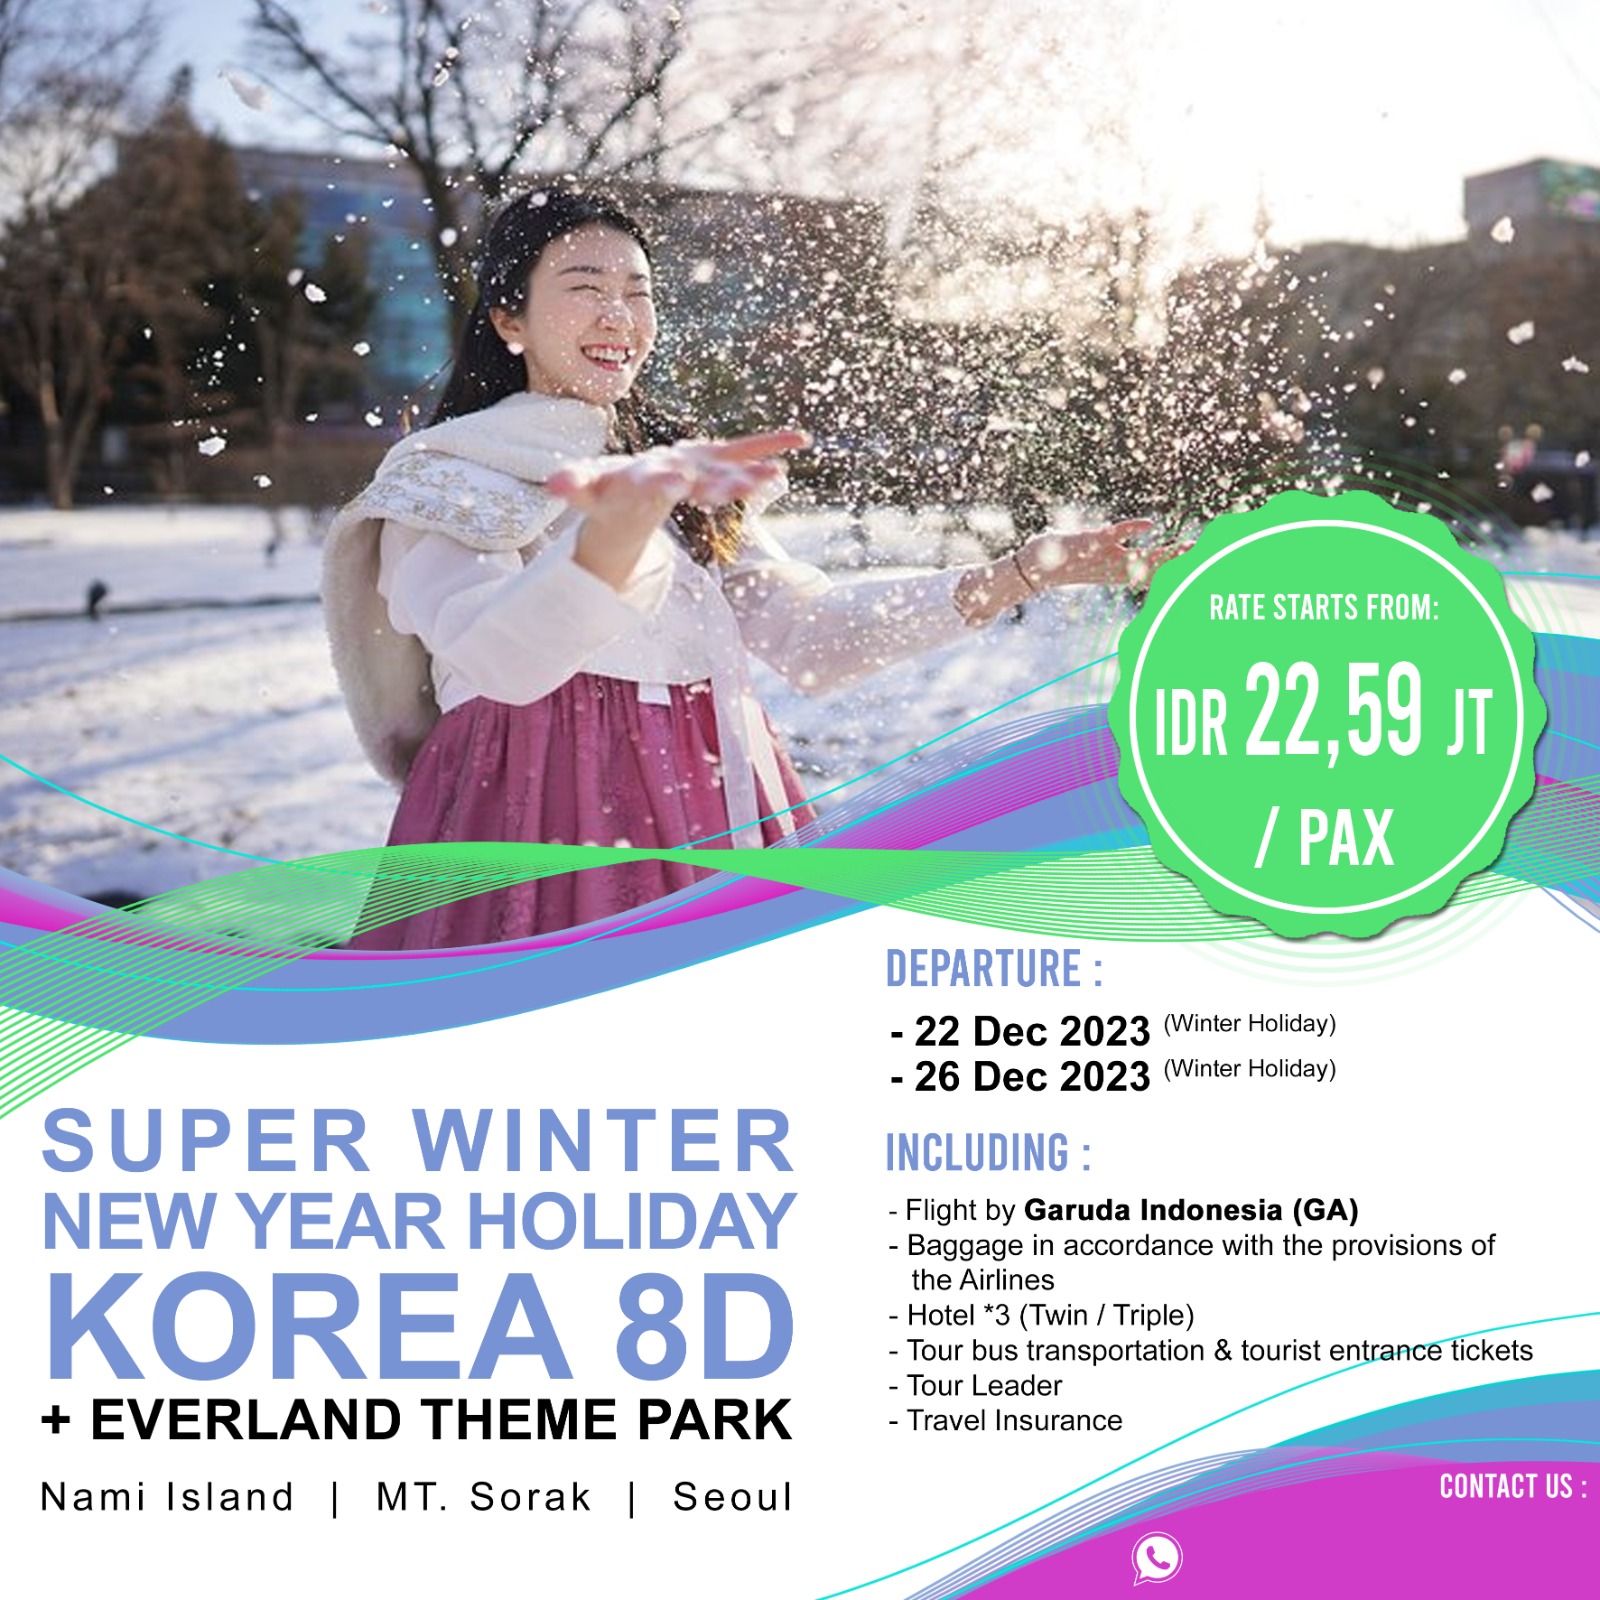 RATE STARTS FROM:
IDR 22,59 JT
/ PAX
DEPARTURE :
- 22 Dec 2023 (Winter Holiday)
- 26 Dec 2023 (Winter Holiday)
INCLUDING :
- Flight by Garuda Indonesia (GA)
- Baggage in accordance with the provisions of
the Airlines
- Hotel *3 (Twin / Triple)
- Tour bus transportation & tourist entrance tickets
- Tour Leader
- Travel Insurance
SUPER WINTER
NEW YEAR HOLIDAY
KOREA 8D
+ EVERLAND THEME PARK
Nami Island | MT. Sorak | Seoul
CONTACT US :